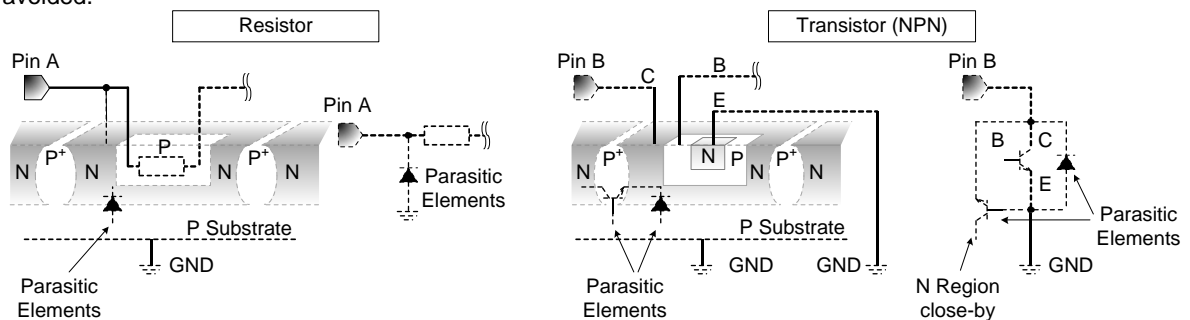 avoided.
Resistor
Transistor (NPN)
Pin A
Pin A
N P+ N P N P+ N
Parasitic
Elements
P Substrate
GND
Parasitic
Elements
Pin B
C
B
E
N P+ N P N P+ N
P Substrate
GND
GND
Parasitic
Elements
Pin B
B
C
E
Parasitic
Elements
GND
N Region
close-by